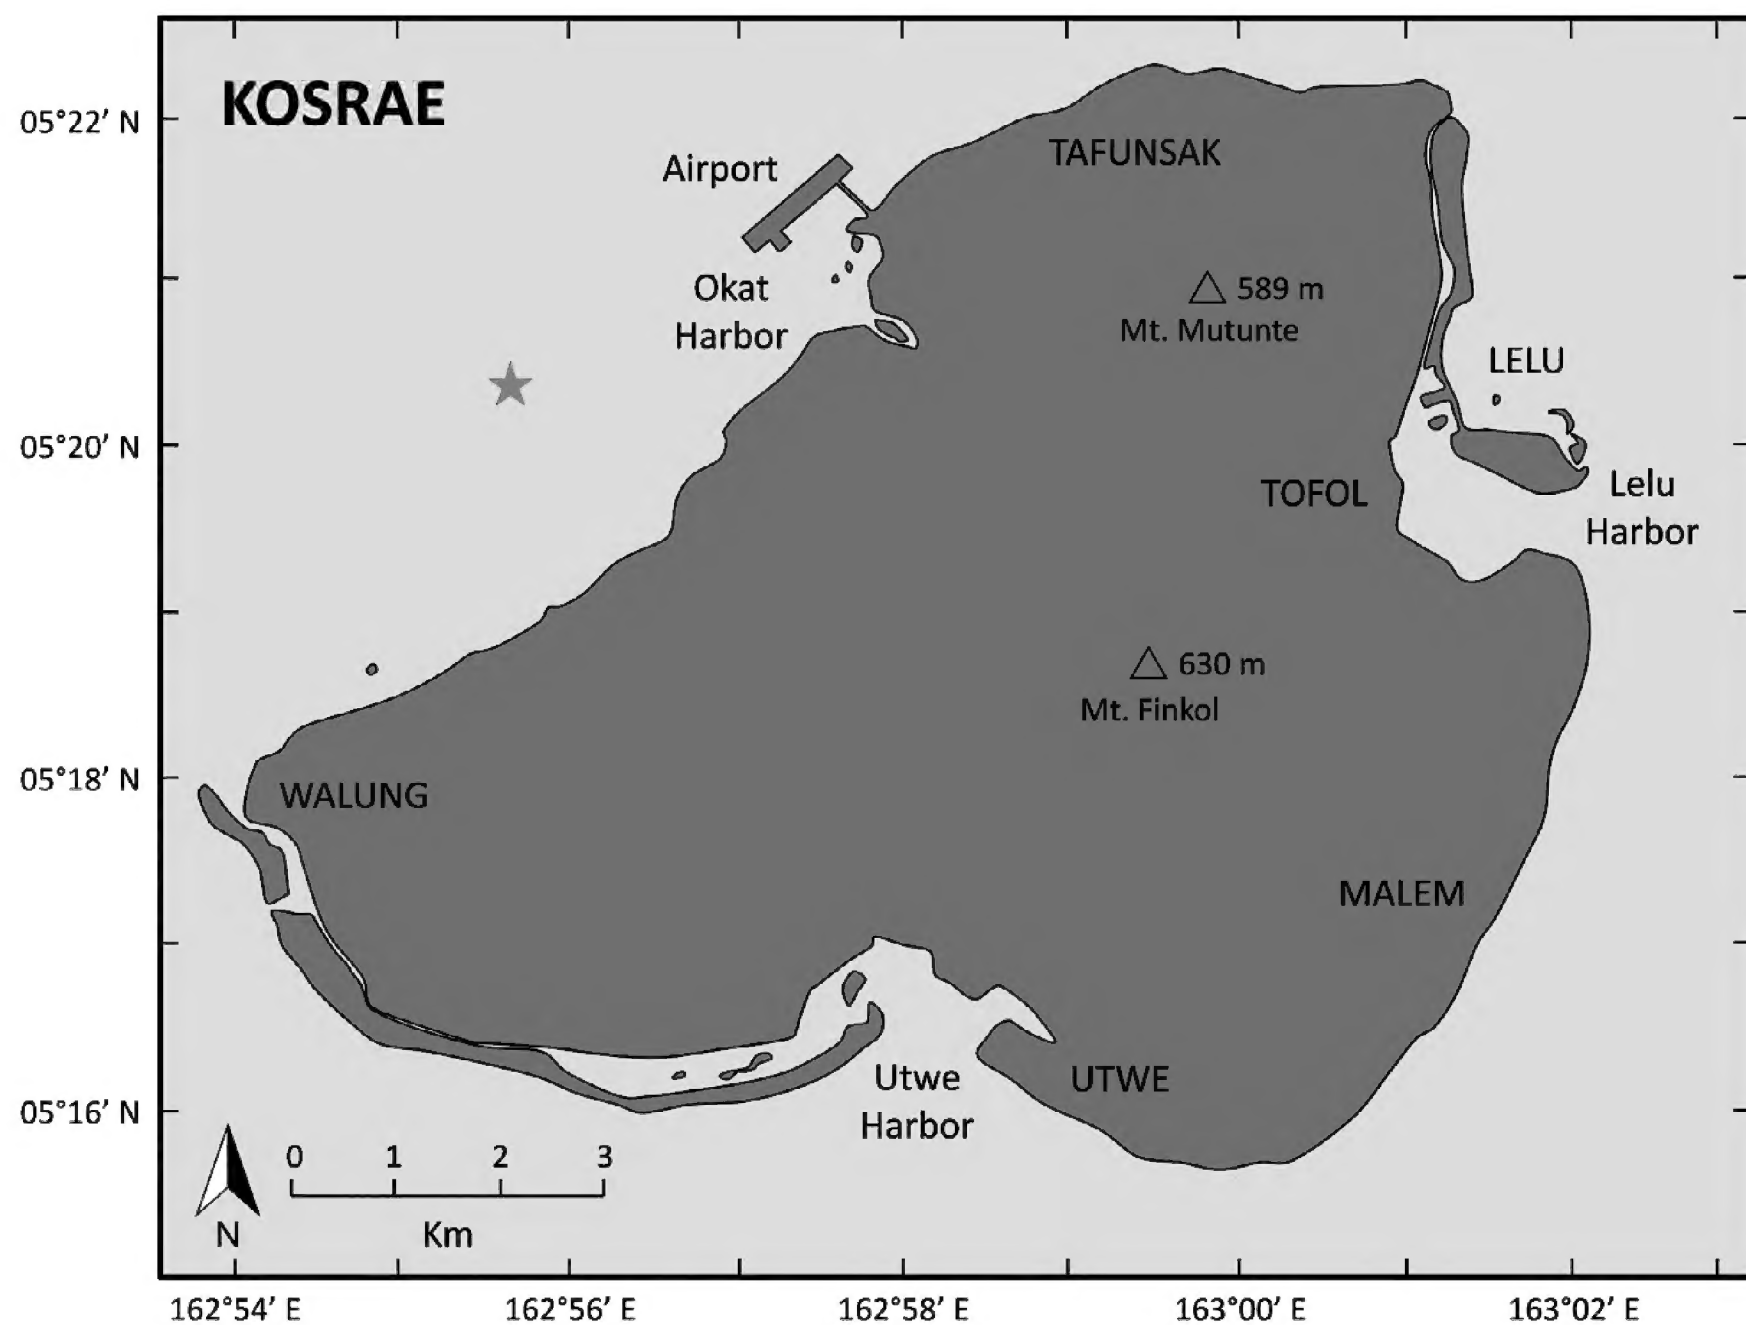 KOSRAE
05°22′ N
Airport
TAFUNSAK
Okat
Harbor
589 m
Mt. Mutunte
LELU
05°20′ N
TOFOL
Lelu
Harbor
630 m
Mt. Finkol
05°18′ N
WALUNG
MALEM
Utwe
Harbor
UTWE
05°16′ N
0 1 2 3
Km
N
162°54′ E 162°56′ E 162°58′ E 163°00′ E 163°02′ E